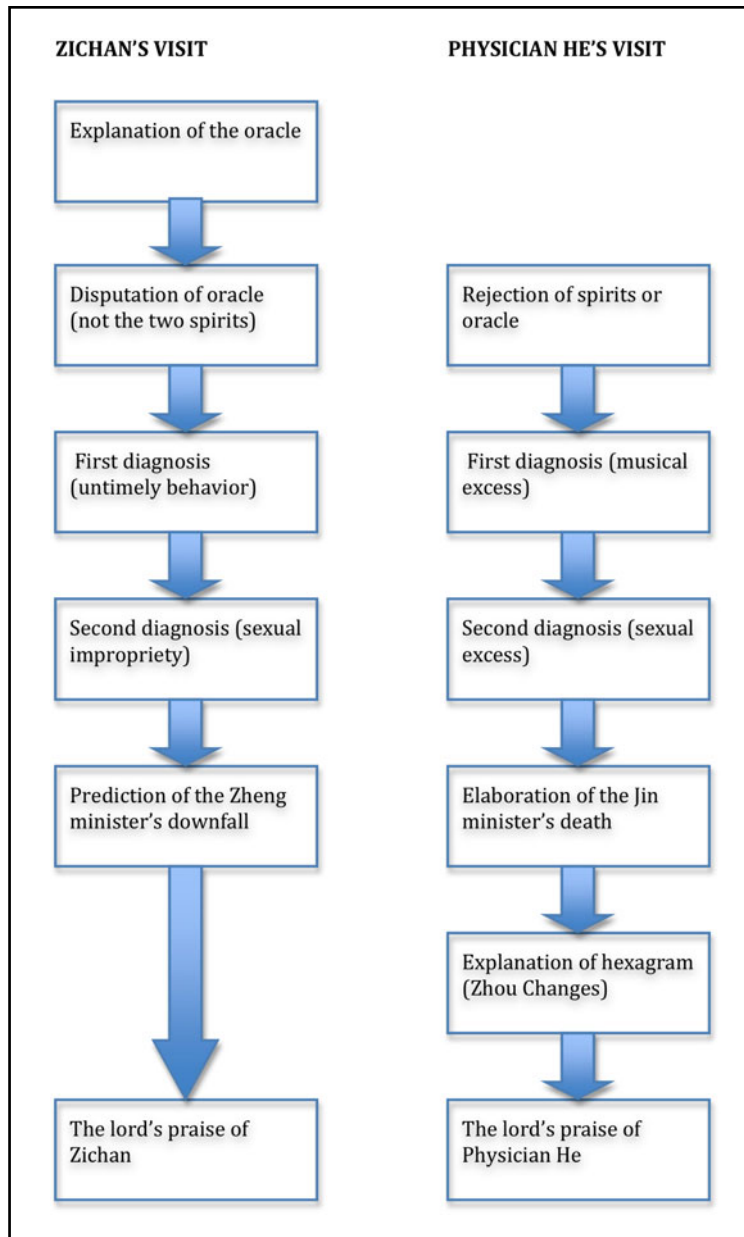 ZICHAN’S VISIT
Explanation of the oracle
Disputation of oracle
(not the two spirits)
First diagnosis
(untimely behavior)
Second diagnosis (sexual
impropriety)
Prediction of the Zheng
minister’s downfall
The lord’s praise of
Zichan
PHYSICIAN HE’S VISIT
Rejection of spirits or
oracle
First diagnosis (musical
excess)
Second diagnosis (sexual
excess)
Elaboration of the Jin
minister’s death
Explanation of hexagram
(Zhou Changes)
The lord’s praise of
Physician He